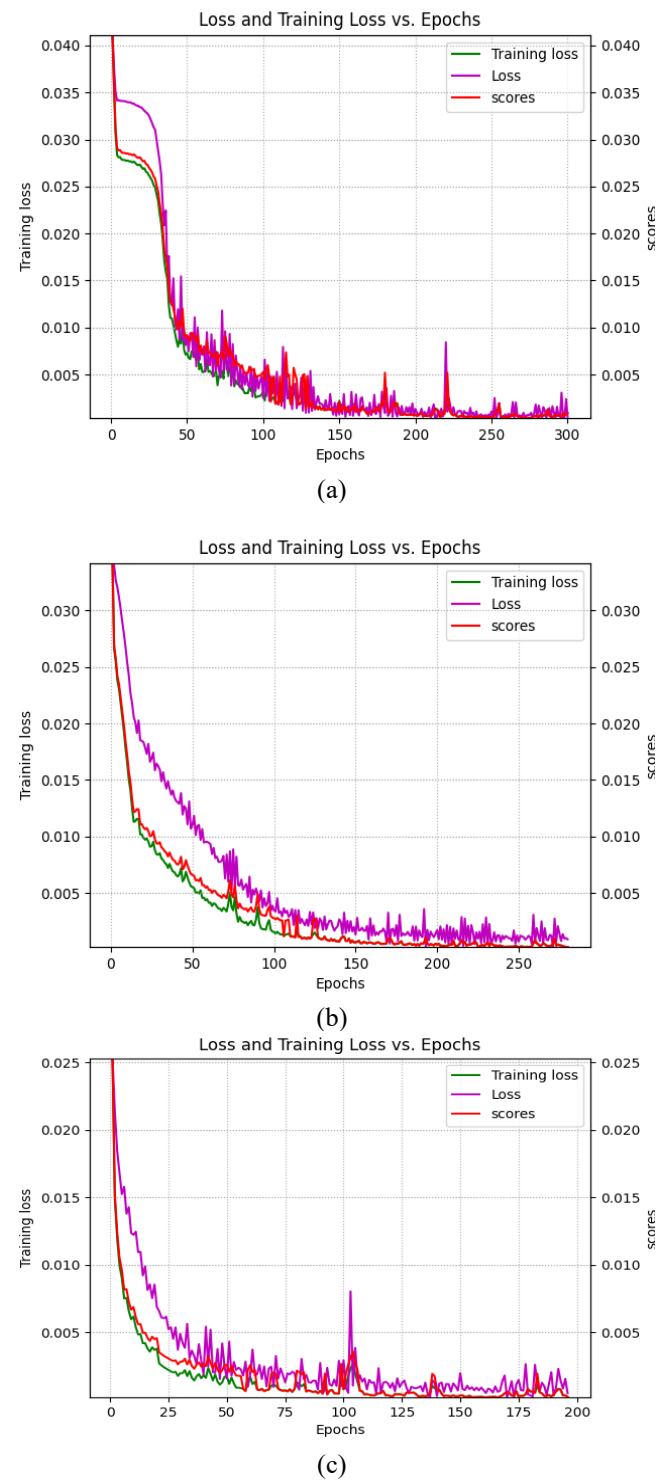 Loss and Training Loss vs. Epochs
0.040 0.040
Training loss
Loss
scores
0.035 0.035
0.030 0.030
0.025 0.025
0.020 0.020
0.015 0.015
0.010 0.010
0.005 0.005
Training loss
scores
0 50 100 150 200 250 300
Epochs
(a)
Loss and Training Loss vs. Epochs
Training loss
Loss
scores
0.030 0.030
0.025 0.025
0.020 0.020
0.015 0.015
0.010 0.010
0.005 0.005
Training loss
scores
0 50 100 150 200 250
Epochs
(b)
Loss and Training Loss vs. Epochs
0.025 0.025
Training loss
Loss
scores
0.020 0.020
0.015 0.015
0.010 0.010
0.005 0.005
Training loss
scores
0 25 50 75 100 125 150 175 200
Epochs
(c)